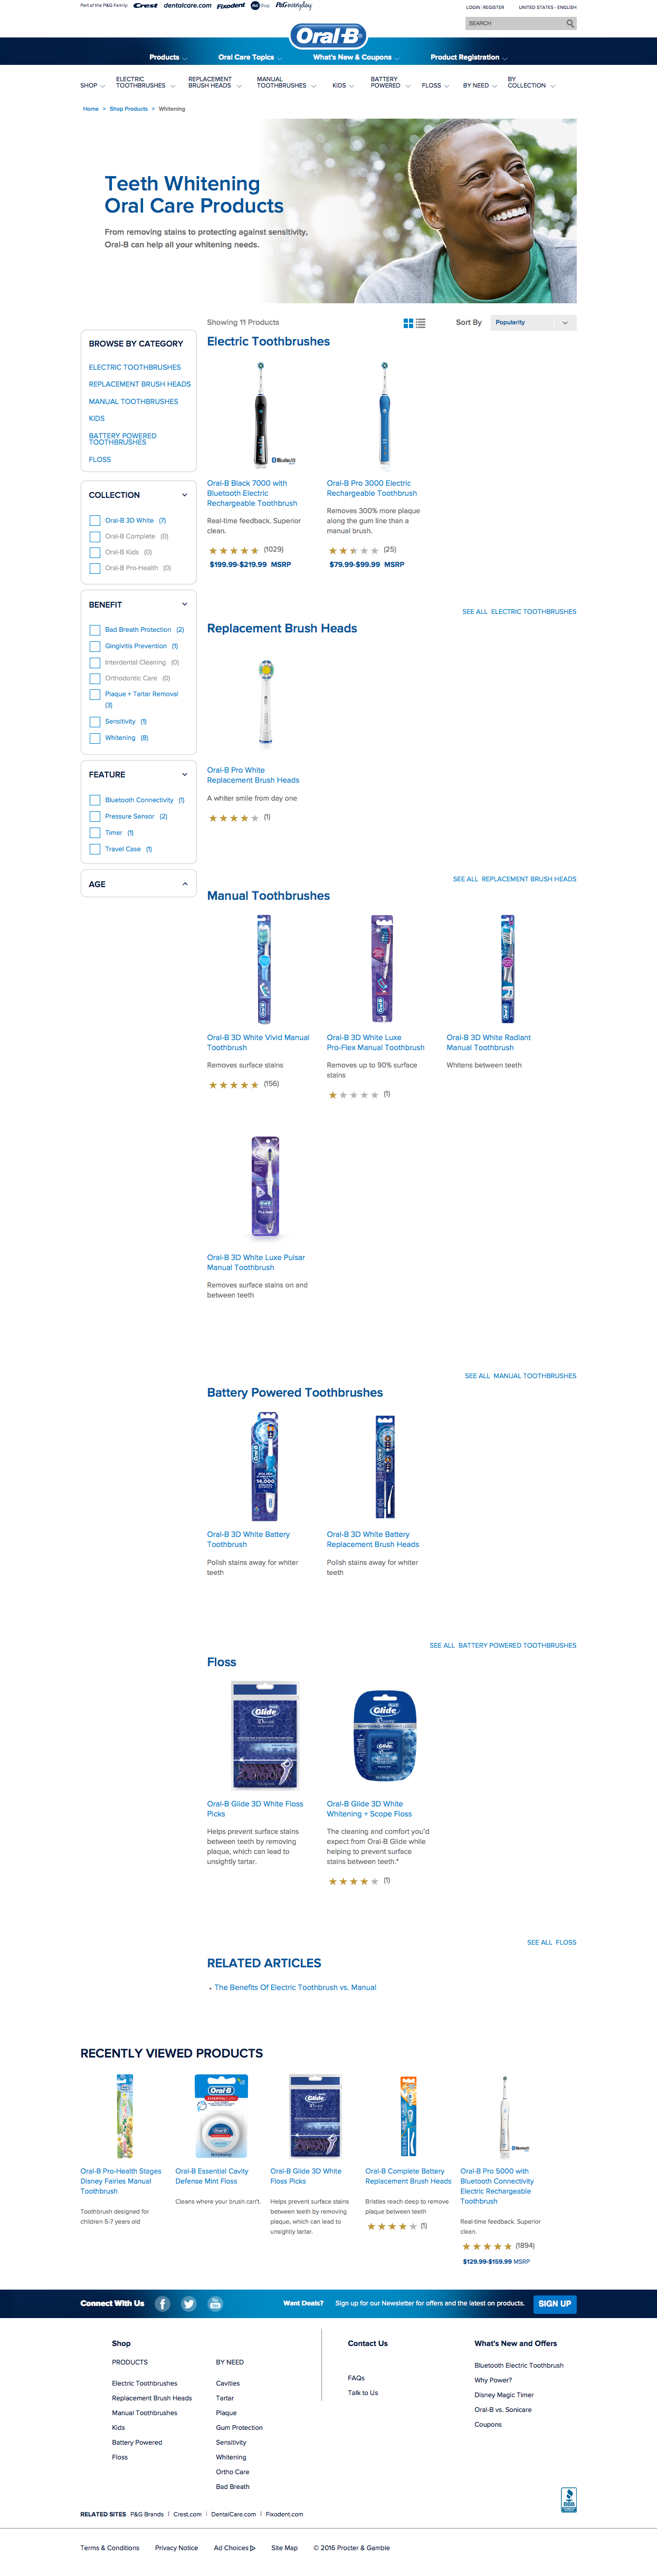 Part of the P&G Family: Crest dentalcare.com Fixodent P&G Shop P&Geveryday
LOGIN | REGISTER UNITED STATES - ENGLISH
SEARCH
Oral-B
Products Oral Care Topics What's New & Coupons Product Registration
SHOP ELECTRIC TOOTHBRUSHES REPLACEMENT BRUSH HEADS MANUAL TOOTHBRUSHES KIDS BATTERY POWERED FLOSS BY NEED BY COLLECTION
Home > Shop Products > Whitening
Teeth Whitening
Oral Care Products
From removing stains to protecting against sensitivity,
Oral-B can help all your whitening needs.
Showing 11 Products
Sort By Popularity
BROWSE BY CATEGORY
ELECTRIC TOOTHBRUSHES
REPLACEMENT BRUSH HEADS
MANUAL TOOTHBRUSHES
KIDS
BATTERY POWERED
TOOTHBRUSHES
FLOSS
COLLECTION
Oral-B 3D White (7)
Oral-B Complete (0)
Oral-B Kids (0)
Oral-B Pro-Health (0)
BENEFIT
Bad Breath Protection (2)
Gingivitis Prevention (1)
Interdental Cleaning (0)
Orthodontic Care (0)
Plaque + Tartar Removal
(3)
Sensitivity (1)
Whitening (8)
FEATURE
Bluetooth Connectivity (1)
Pressure Sensor (2)
Timer (1)
Travel Case (1)
AGE
Electric Toothbrushes
Bluetooth
Oral-B Black 7000 with
Bluetooth Electric
Rechargeable Toothbrush
Real-time feedback. Superior
clean.
(1029)
$199.99-$219.99 MSRP
Oral-B Pro 3000 Electric
Rechargeable Toothbrush
Removes 300% more plaque
along the gum line than a
manual brush.
(25)
$79.99-$99.99 MSRP
SEE ALL ELECTRIC TOOTHBRUSHES
Replacement Brush Heads
Oral-B Pro White
Replacement Brush Heads
A whiter smile from day one
(1)
SEE ALL REPLACEMENT BRUSH HEADS
Manual Toothbrushes
Oral-B 3D White Vivid Manual
Toothbrush
Removes surface stains
(156)
Oral-B 3D White Luxe
Pro-Flex Manual Toothbrush
Removes up to 90% surface
stains
(1)
Oral-B 3D White Radiant
Manual Toothbrush
Whitens between teeth
Oral-B 3D White Luxe Pulsar
Manual Toothbrush
Removes surface stains on and
between teeth
SEE ALL MANUAL TOOTHBRUSHES
Battery Powered Toothbrushes
Oral-B 3D White Battery
Toothbrush
Polish stains away for whiter
teeth
Oral-B 3D White Battery
Replacement Brush Heads
Polish stains away for whiter
teeth
SEE ALL BATTERY POWERED TOOTHBRUSHES
Floss
Glide
Glide
Oral-B Glide 3D White Floss
Picks
Helps prevent surface stains
between teeth by removing
plaque, which can lead to
unsightly tartar.
Oral-B Glide 3D White
Whitening + Scope Floss
The cleaning and comfort you'd
expect from Oral-B Glide while
helping to prevent surface
stains between teeth.*
(1)
SEE ALL FLOSS
RELATED ARTICLES
The Benefits Of Electric Toothbrush vs. Manual
RECENTLY VIEWED PRODUCTS
Oral-B
Glide
Bluetooth
Oral-B Pro-Health Stages
Disney Fairies Manual
Toothbrush
Toothbrush designed for
children 5-7 years old
Oral-B Essential Cavity
Defense Mint Floss
Cleans where your brush can't.
Oral-B Glide 3D White
Floss Picks
Helps prevent surface stains
between teeth by removing
plaque, which can lead to
unsightly tartar.
Oral-B Complete Battery
Replacement Brush Heads
Bristles reach deep to remove
plaque between teeth
(1)
Oral-B Pro 5000 with
Bluetooth Connectivity
Electric Rechargeable
Toothbrush
Real-time feedback. Superior
clean.
(1894)
$129.99-$159.99 MSRP
Connect With Us
Want Deals? Sign up for our Newsletter for offers and the latest on products. SIGN UP
Shop
PRODUCTS
Electric Toothbrushes
Replacement Brush Heads
Manual Toothbrushes
Kids
Battery Powered
Floss
BY NEED
Cavities
Tartar
Plaque
Gum Protection
Sensitivity
Whitening
Ortho Care
Bad Breath
Contact Us
FAQs
Talk to Us
What's New and Offers
Bluetooth Electric Toothbrush
Why Power?
Disney Magic Timer
Oral-B vs. Sonicare
Coupons
BBB
RELATED SITES P&G Brands | Crest.com | DentalCare.com | Fixodent.com
Terms & Conditions Privacy Notice Ad Choices Site Map © 2016 Procter & Gamble